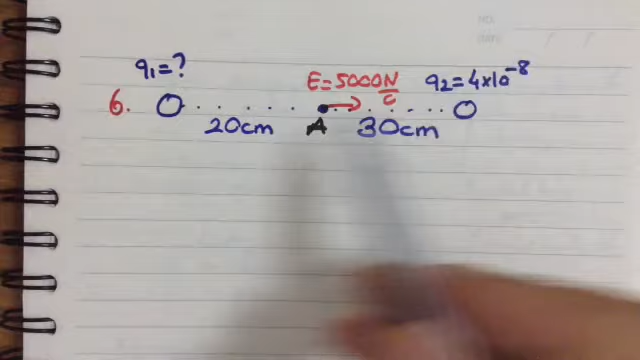 q1=?
E=5000N/C
q2=4×10⁻⁸
6.
20cm
A
30cm